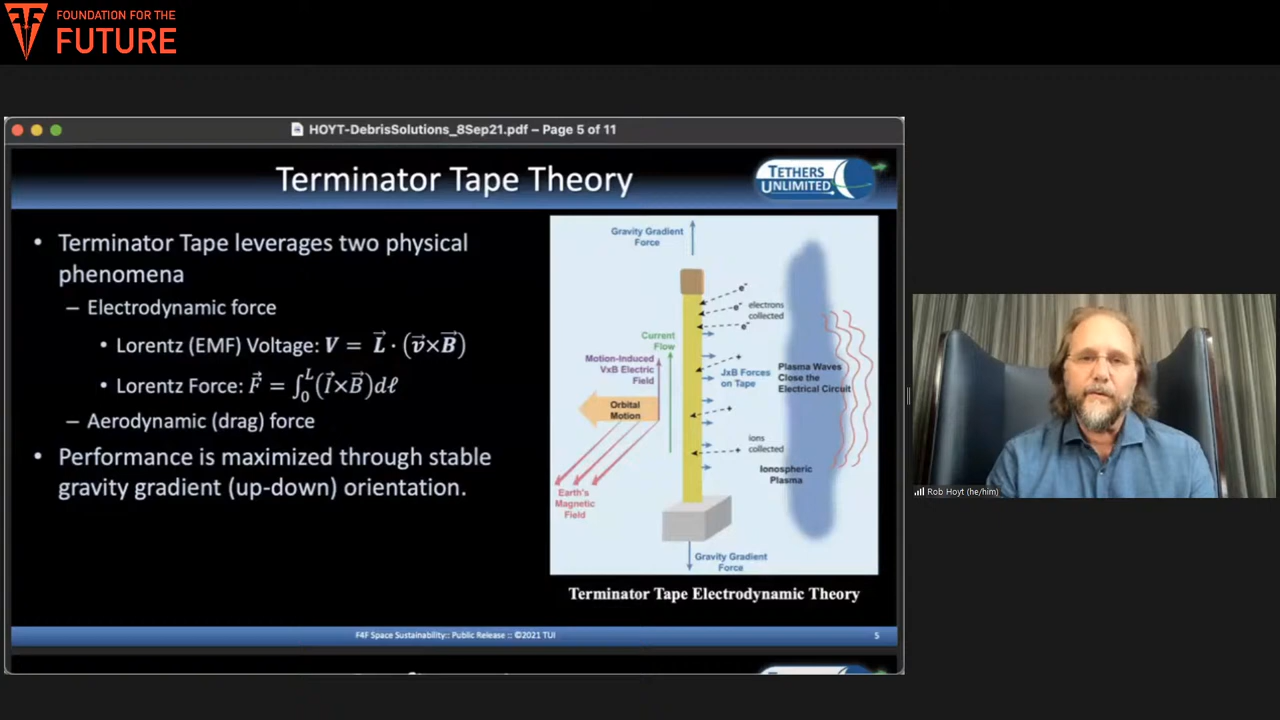 FOUNDATION FOR THE
FUTURE
HOYT-DebrisSolutions_8Sep21.pdf – Page 5 of 11
Terminator Tape Theory
TETHERS
UNLIMITED
• Terminator Tape leverages two physical
phenomena
– Electrodynamic force
• Lorentz (EMF) Voltage: V = L⃗ · (v⃗×B⃗)
• Lorentz Force: F⃗ = ∫₀ᴸ(I⃗×B⃗)dℓ
– Aerodynamic (drag) force
• Performance is maximized through stable
gravity gradient (up-down) orientation.
Gravity Gradient
Force
e⁻
e⁻
e⁻
electrons
collected
Current
Flow
Motion-Induced
VxB Electric
Field
+
JxB Forces
on Tape
Plasma Waves
Close the
Electrical Circuit
Orbital
Motion
+
ions
collected
+
Ionospheric
Plasma
Earth's
Magnetic
Field
Gravity Gradient
Force
Terminator Tape Electrodynamic Theory
F4F Space Sustainability:: Public Release :: ©2021 TUI
5
Rob Hoyt (he/him)